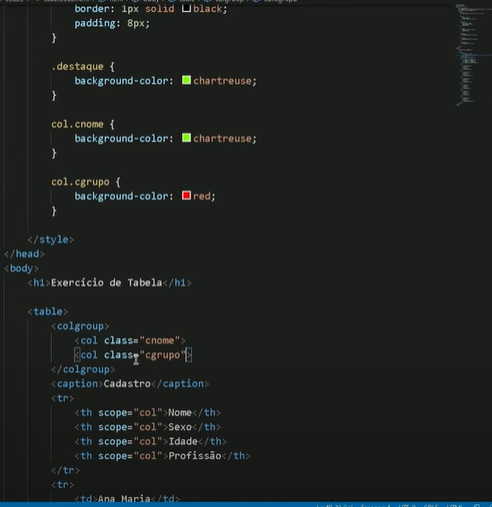 border: 1px solid black;
padding: 8px;
}
.destaque {
background-color: chartreuse;
}
col.cnome {
background-color: chartreuse;
}
col.cgrupo {
background-color: red;
}
</style>
</head>
<body>
<h1>Exercício de Tabela</h1>
<table>
<colgroup>
<col class="cnome">
<col class="cgrupo">
</colgroup>
<caption>Cadastro</caption>
<tr>
<th scope="col">Nome</th>
<th scope="col">Sexo</th>
<th scope="col">Idade</th>
<th scope="col">Profissão</th>
</tr>
<tr>
<td>Ana Maria</td>